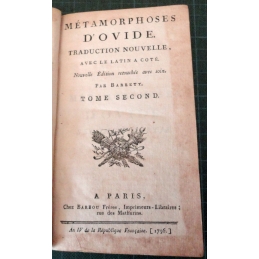 MÉTAMORPHOSES
D'OVIDE,
TRADUCTION NOUVELLE,
AVEC LE LATIN A COTÉ.
Nouvelle Edition retouchée avec soin.
PAR BARRETT.
TOME SECOND.
A PARIS,
Chez BARBOU Frères, Imprimeurs-Libraires;
rue des Mathurins.
An IV de la République Française. [1796.]